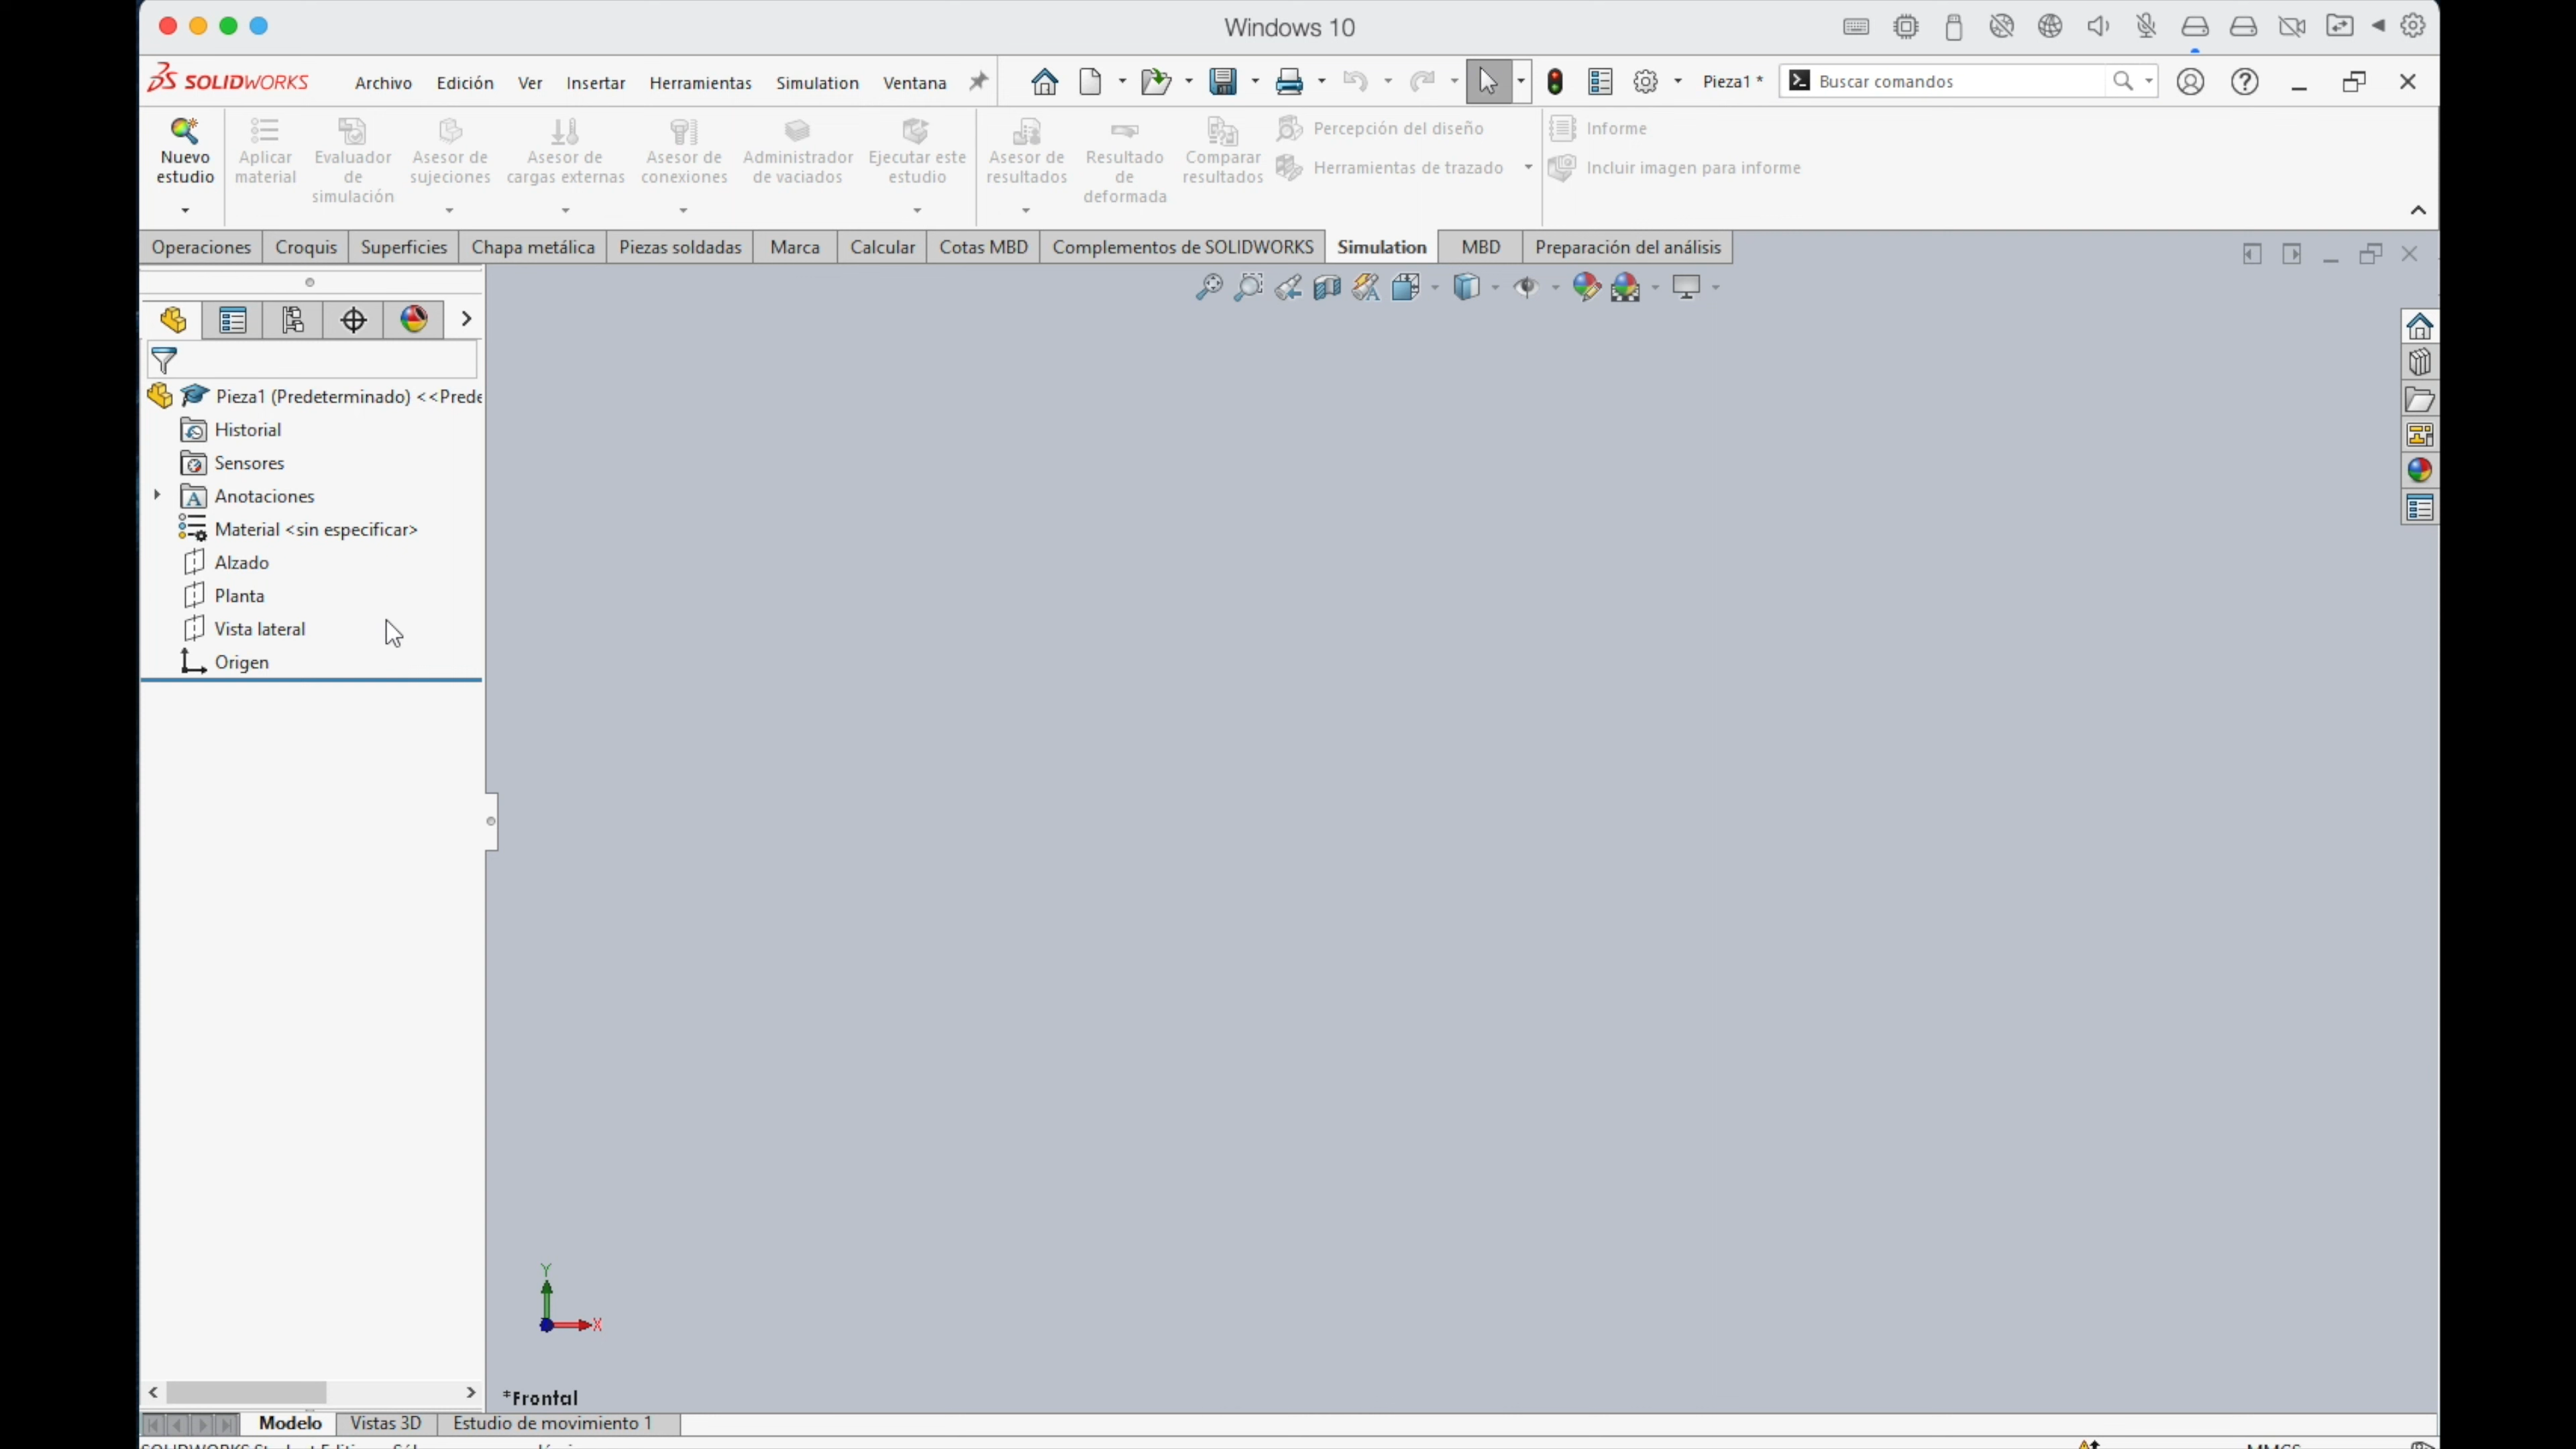 Windows 10
SOLIDWORKS Archivo Edición Ver Insertar Herramientas Simulation Ventana Pieza1 * Buscar comandos
Nuevo estudio
Aplicar material
Evaluador de simulación
Asesor de sujeciones
Asesor de cargas externas
Asesor de conexiones
Administrador de vaciados
Ejecutar este estudio
Asesor de resultados
Resultado de deformada
Comparar resultados
Percepción del diseño
Herramientas de trazado
Informe
Incluir imagen para informe
Operaciones Croquis Superficies Chapa metálica Piezas soldadas Marca Calcular Cotas MBD Complementos de SOLIDWORKS Simulation MBD Preparación del análisis
Pieza1 (Predeterminado) <<Prede
Historial
Sensores
Anotaciones
Material <sin especificar>
Alzado
Planta
Vista lateral
Origen
Y
X
*Frontal
Modelo Vistas 3D Estudio de movimiento 1